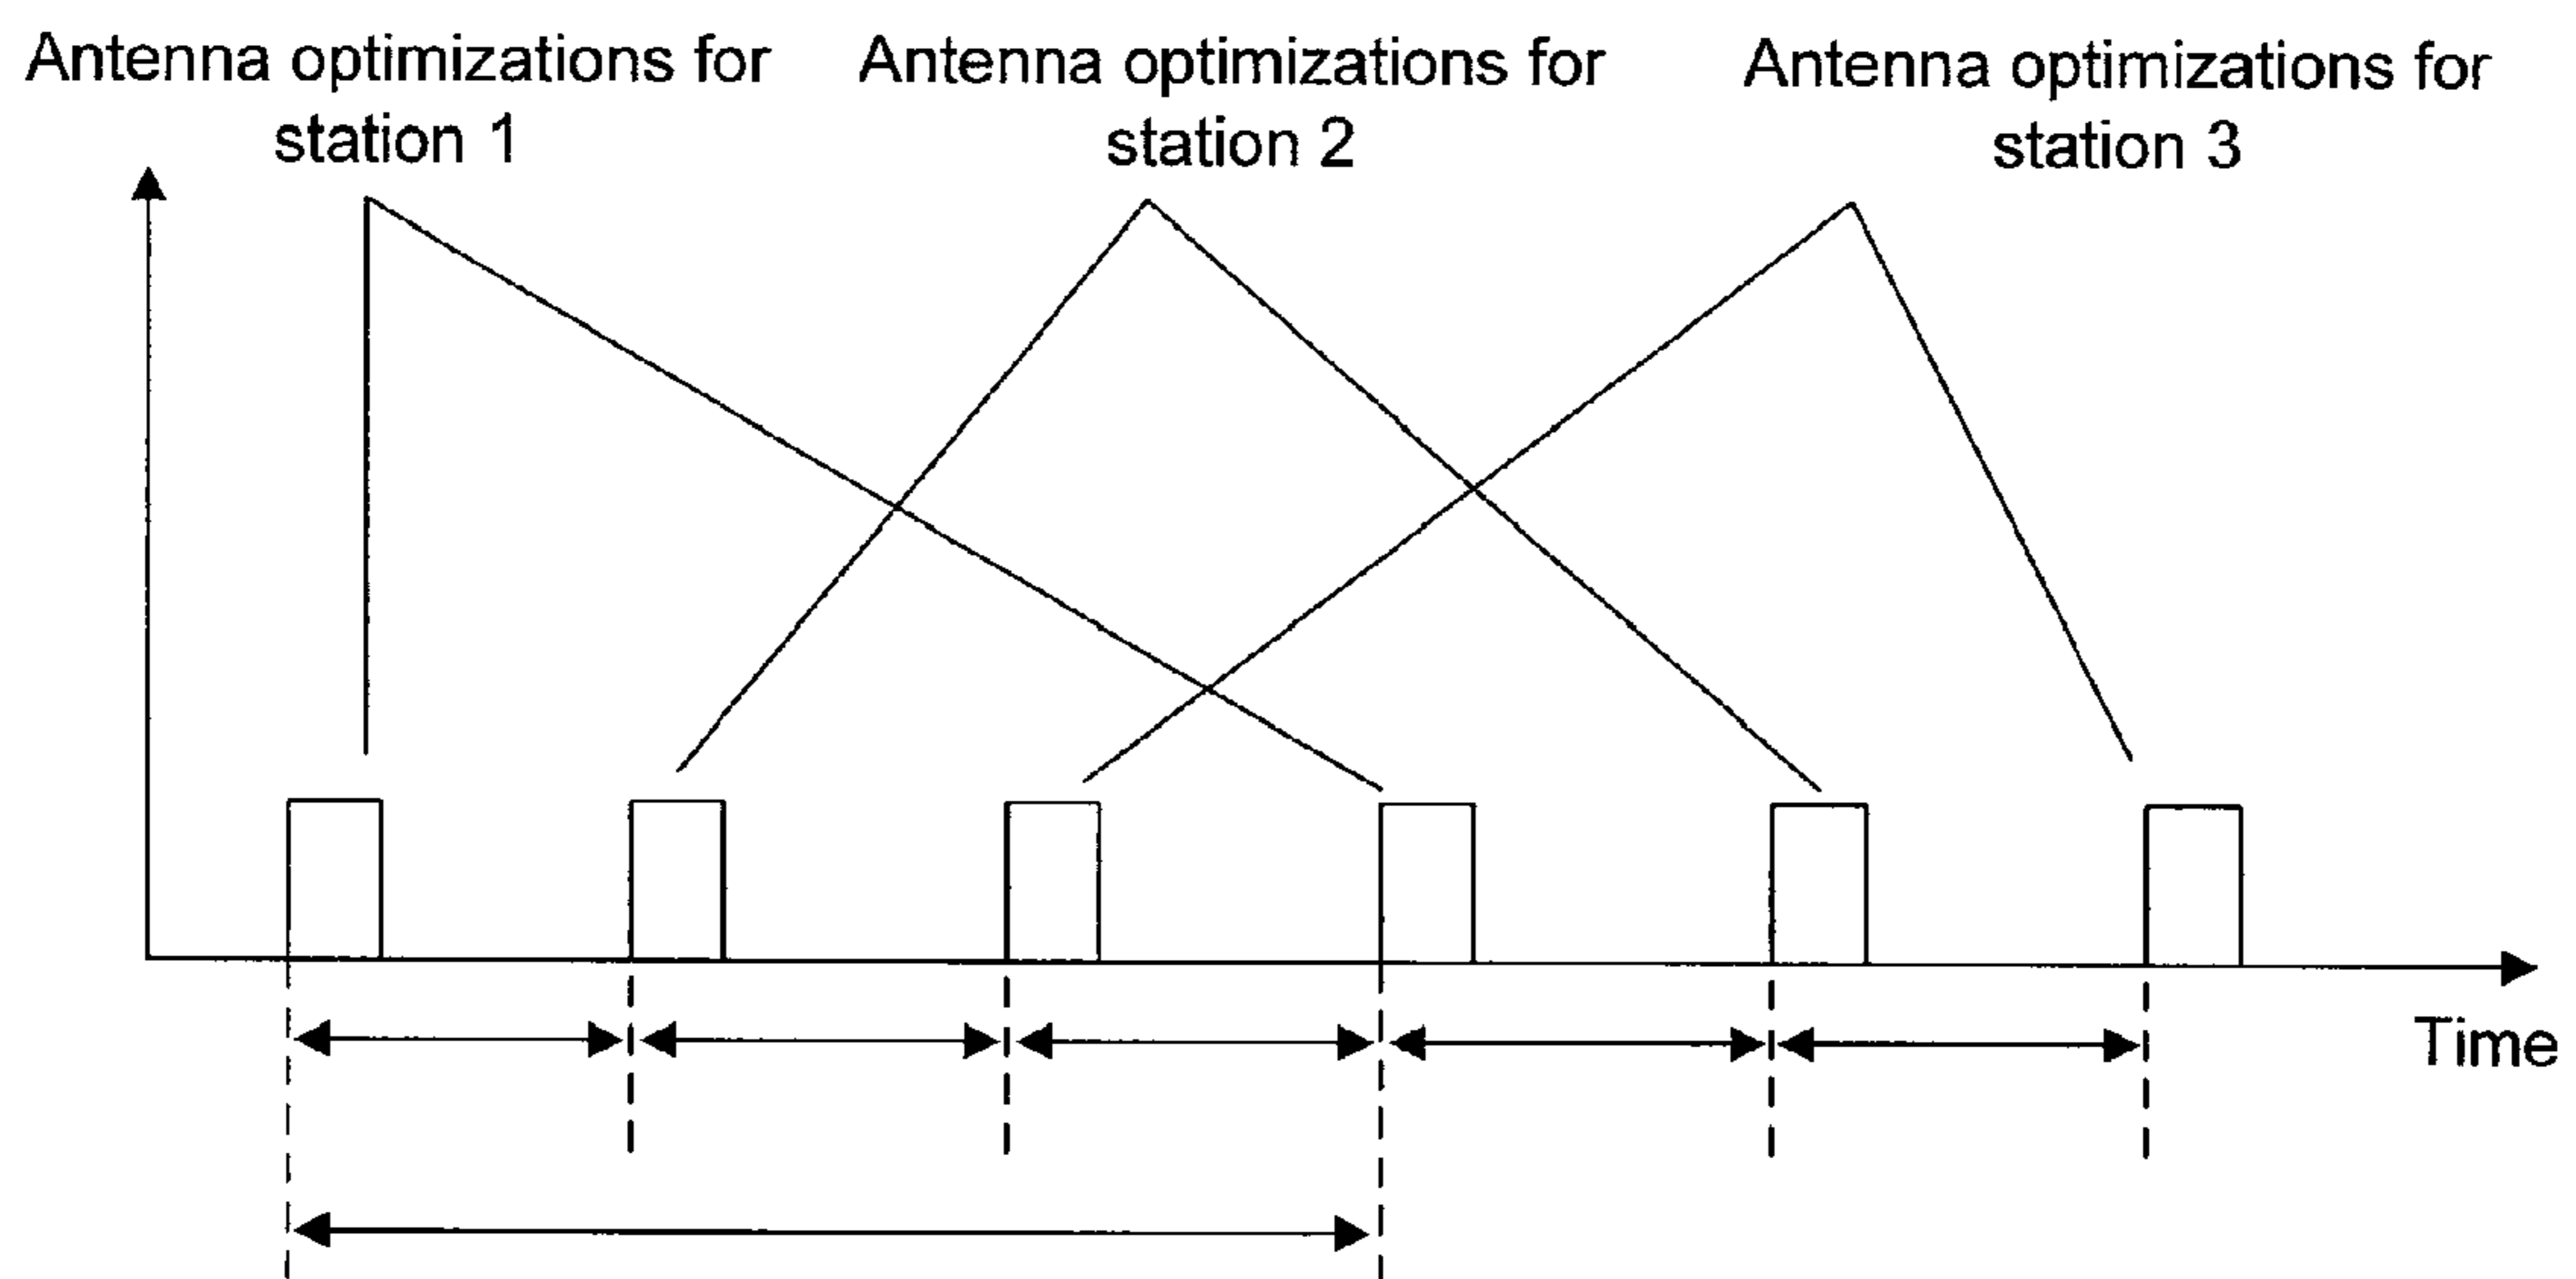 Antenna optimizations for
station 1
Antenna optimizations for
station 2
Antenna optimizations for
station 3
Time